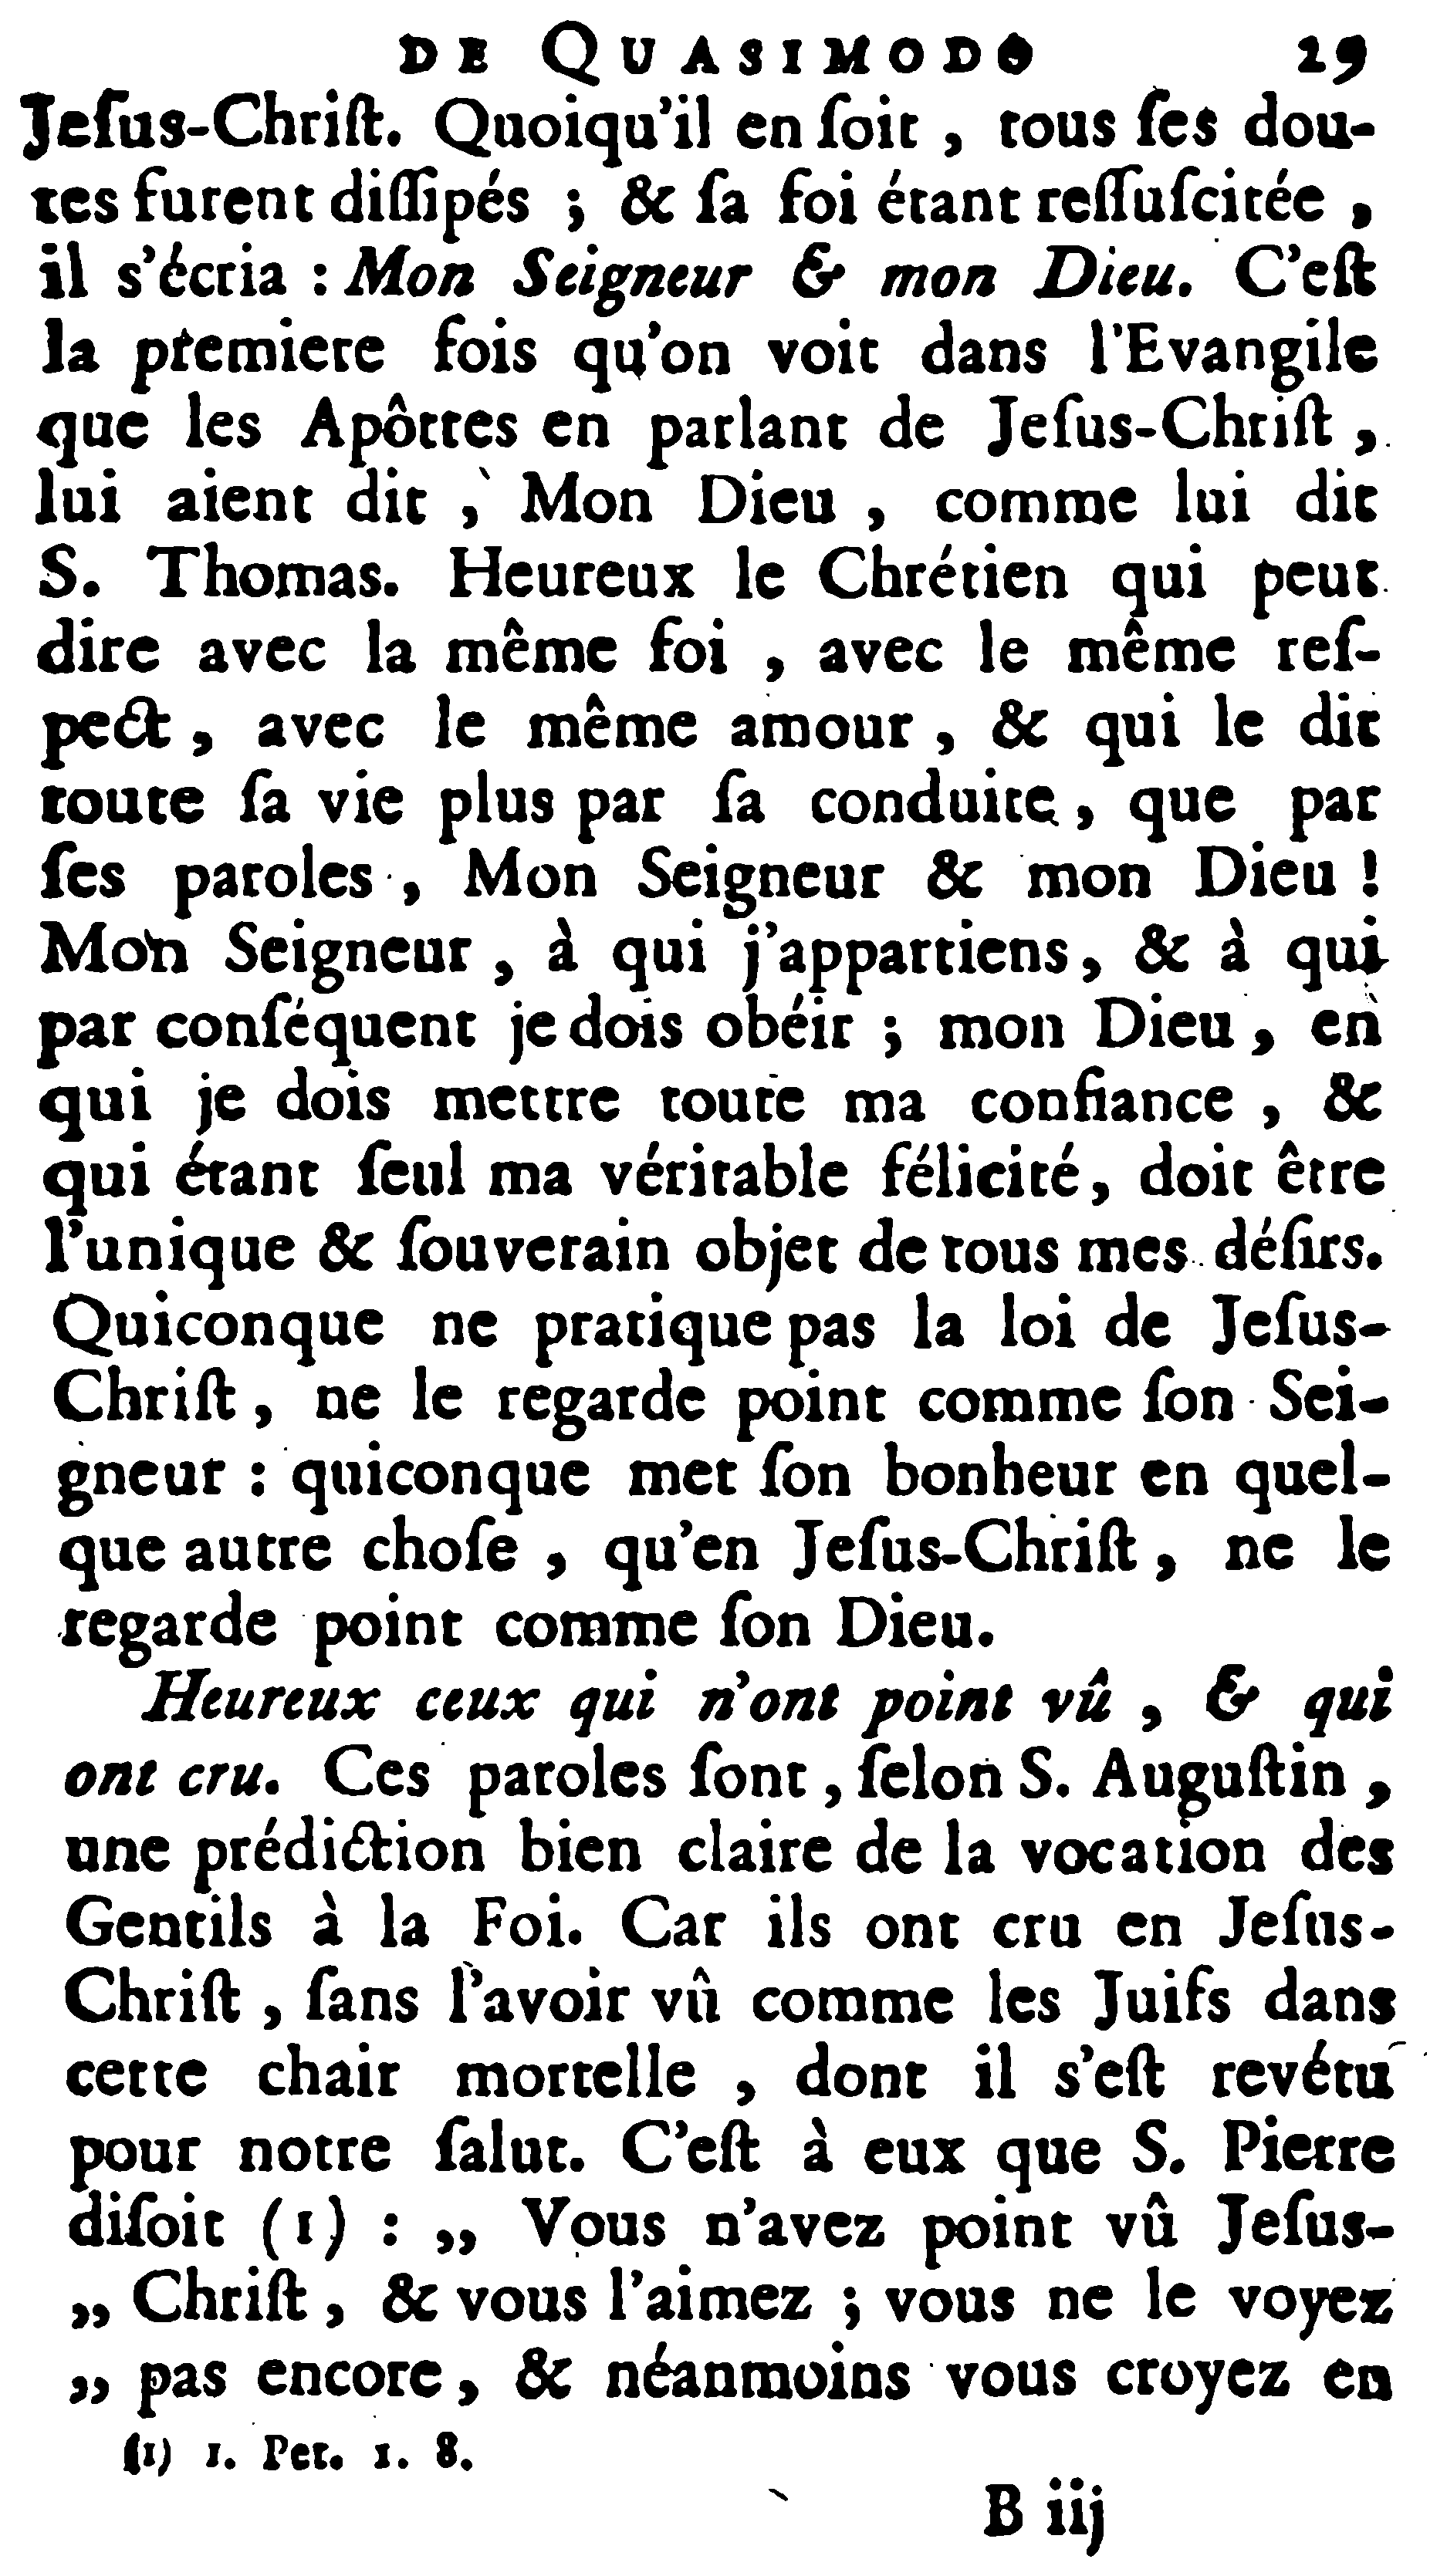 DE QUASIMODO 29
Jeſus-Chriſt. Quoiqu'il en ſoit , tous ſes dou-
tes furent diſſipés ; & ſa foi étant reſſuſcitée ,
il s'écria : Mon Seigneur & mon Dieu. C'eſt
la premiere fois qu'on voit dans l'Evangile
que les Apôtres en parlant de Jeſus-Chriſt ,
lui aient dit , Mon Dieu , comme lui dit
S. Thomas. Heureux le Chrétien qui peut
dire avec la même foi , avec le même reſ-
pect , avec le même amour , & qui le dit
toute ſa vie plus par ſa conduite , que par
ſes paroles , Mon Seigneur & mon Dieu !
Mon Seigneur , à qui j'appartiens , & à qui
par conſéquent je dois obéir ; mon Dieu , en
qui je dois mettre toute ma confiance , &
qui étant ſeul ma véritable félicité , doit être
l'unique & ſouverain objet de tous mes déſirs.
Quiconque ne pratique pas la loi de Jeſus-
Chriſt , ne le regarde point comme ſon Sei-
gneur : quiconque met ſon bonheur en quel-
que autre choſe , qu'en Jeſus-Chriſt , ne le
regarde point comme ſon Dieu.
Heureux ceux qui n'ont point vû , & qui
ont cru. Ces paroles ſont , ſelon S. Auguſtin ,
une prédiction bien claire de la vocation des
Gentils à la Foi. Car ils ont cru en Jeſus-
Chriſt , ſans l'avoir vû comme les Juifs dans
cette chair mortelle , dont il s'eſt revétu
pour notre ſalut. C'eſt à eux que S. Pierre
diſoit (1) : ,, Vous n'avez point vû Jeſus-
,, Chriſt , & vous l'aimez ; vous ne le voyez
,, pas encore , & néanmoins vous croyez en
(1) 1. Pet. 1. 8.
B iij